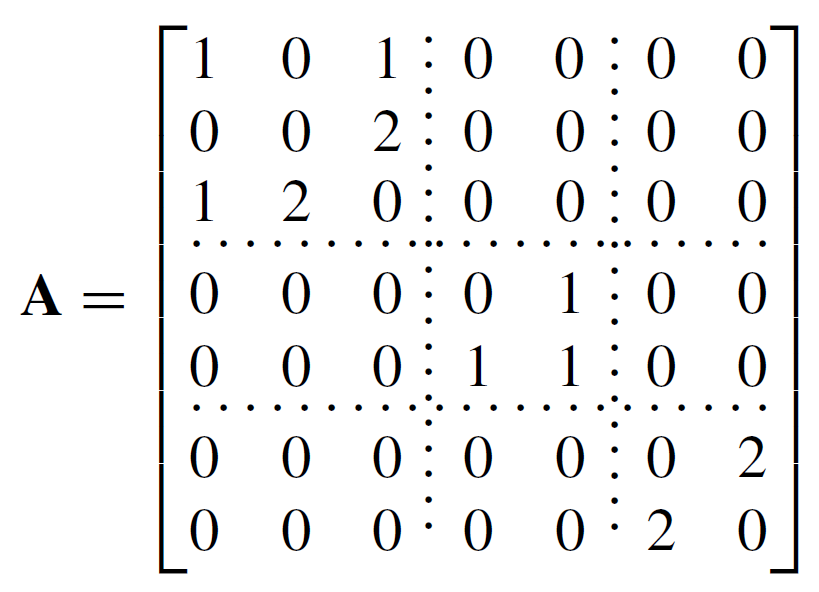 1 0 1 ⋮ 0 0 ⋮ 0 0
0 0 2 ⋮ 0 0 ⋮ 0 0
1 2 0 ⋮ 0 0 ⋮ 0 0
A =
0 0 0 ⋮ 0 1 ⋮ 0 0
0 0 0 ⋮ 1 1 ⋮ 0 0
0 0 0 ⋮ 0 0 ⋮ 0 2
0 0 0 ⋮ 0 0 ⋮ 2 0